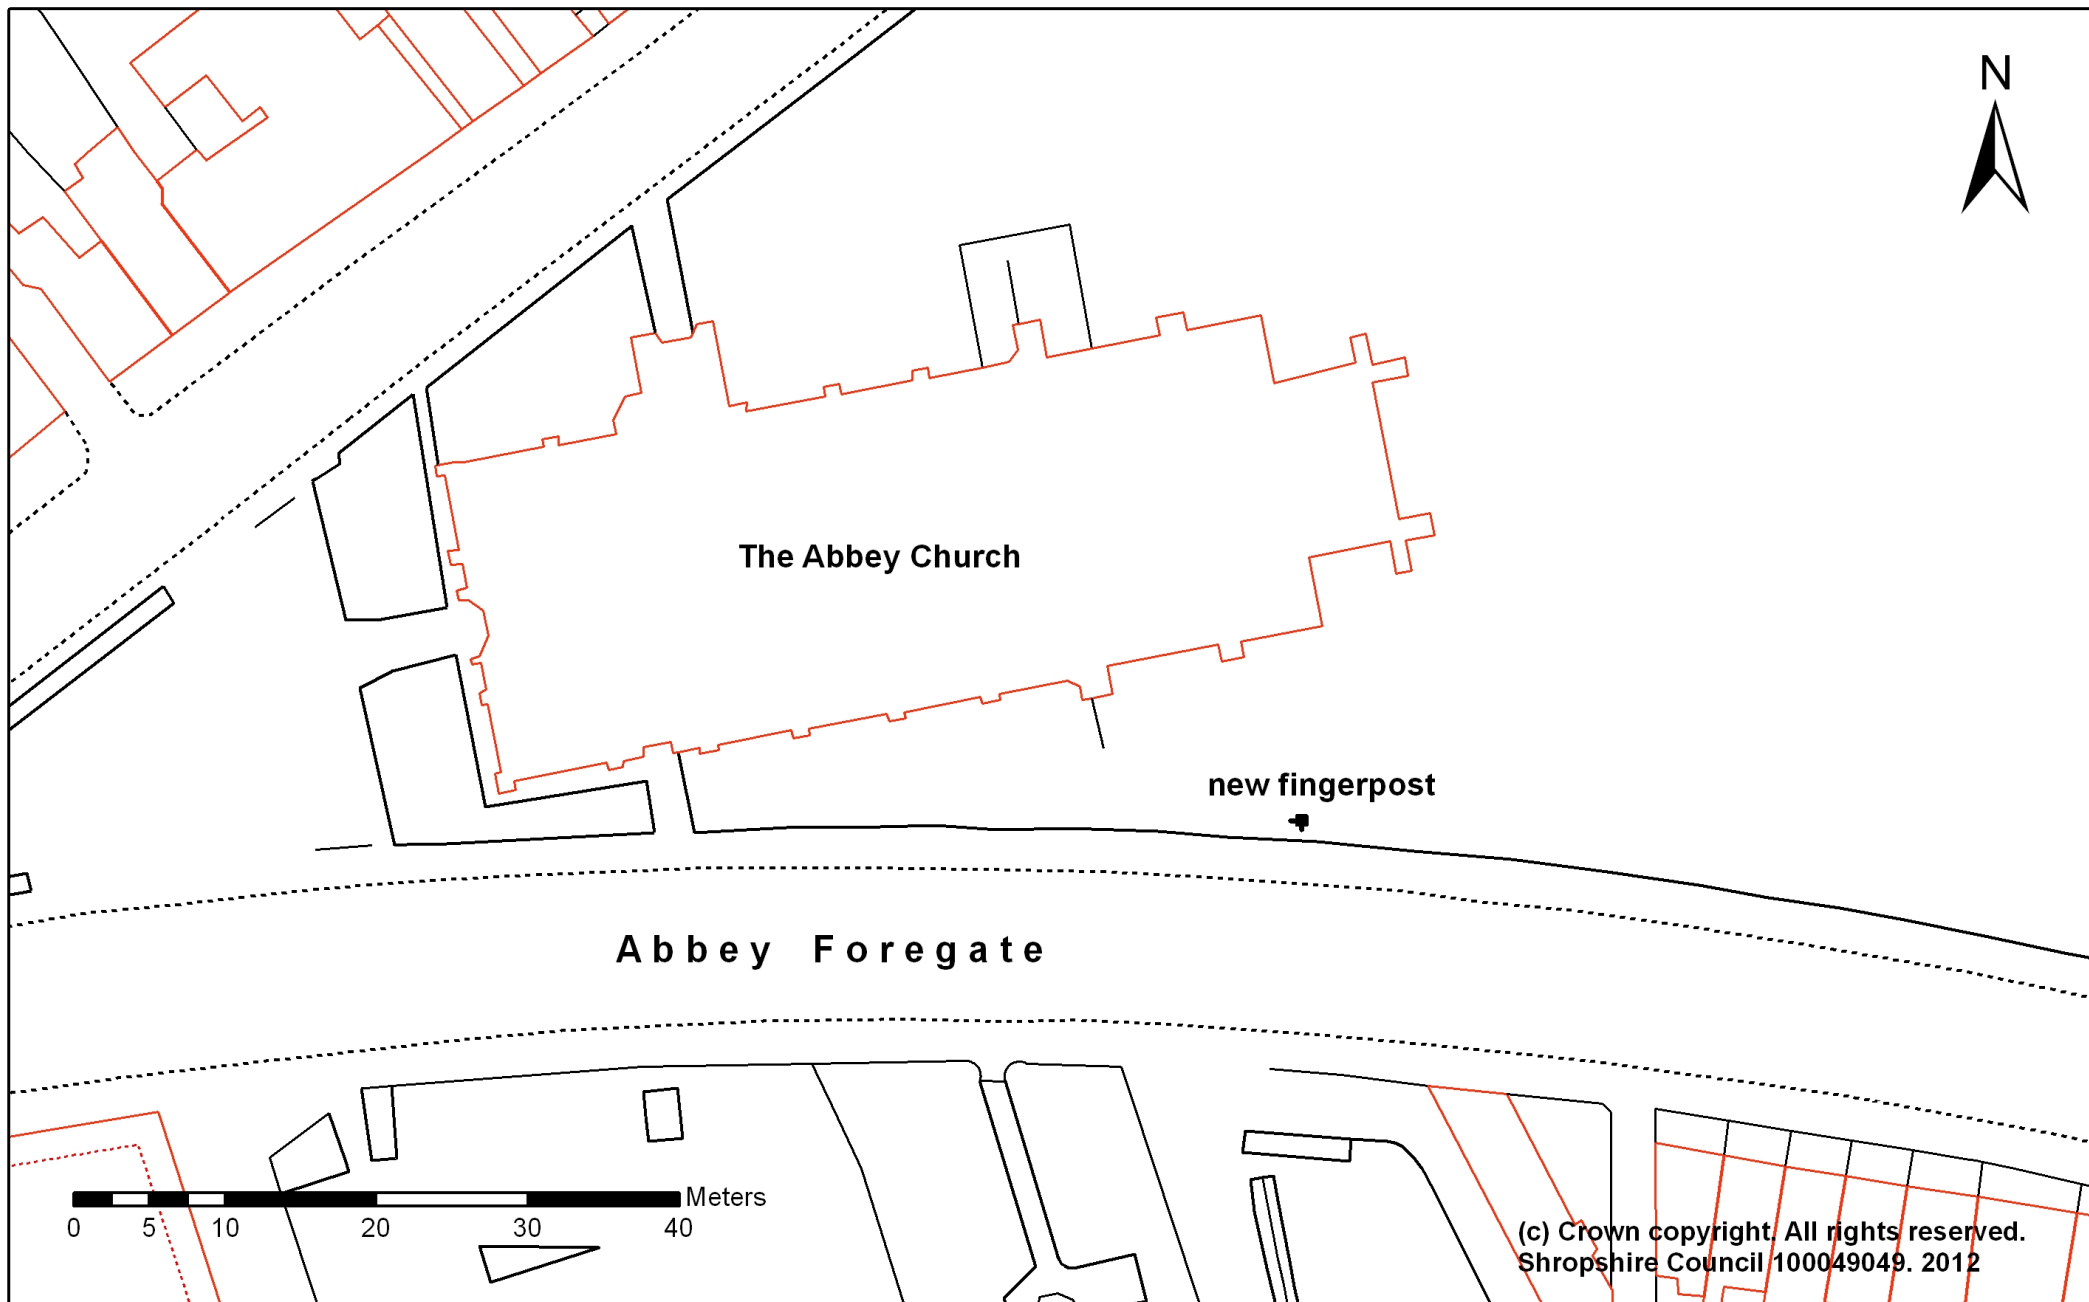 N
The Abbey Church
new fingerpost
Abbey Foregate
Meters
0 5 10 20 30 40
(c) Crown copyright. All rights reserved.
Shropshire Council 100049049. 2012